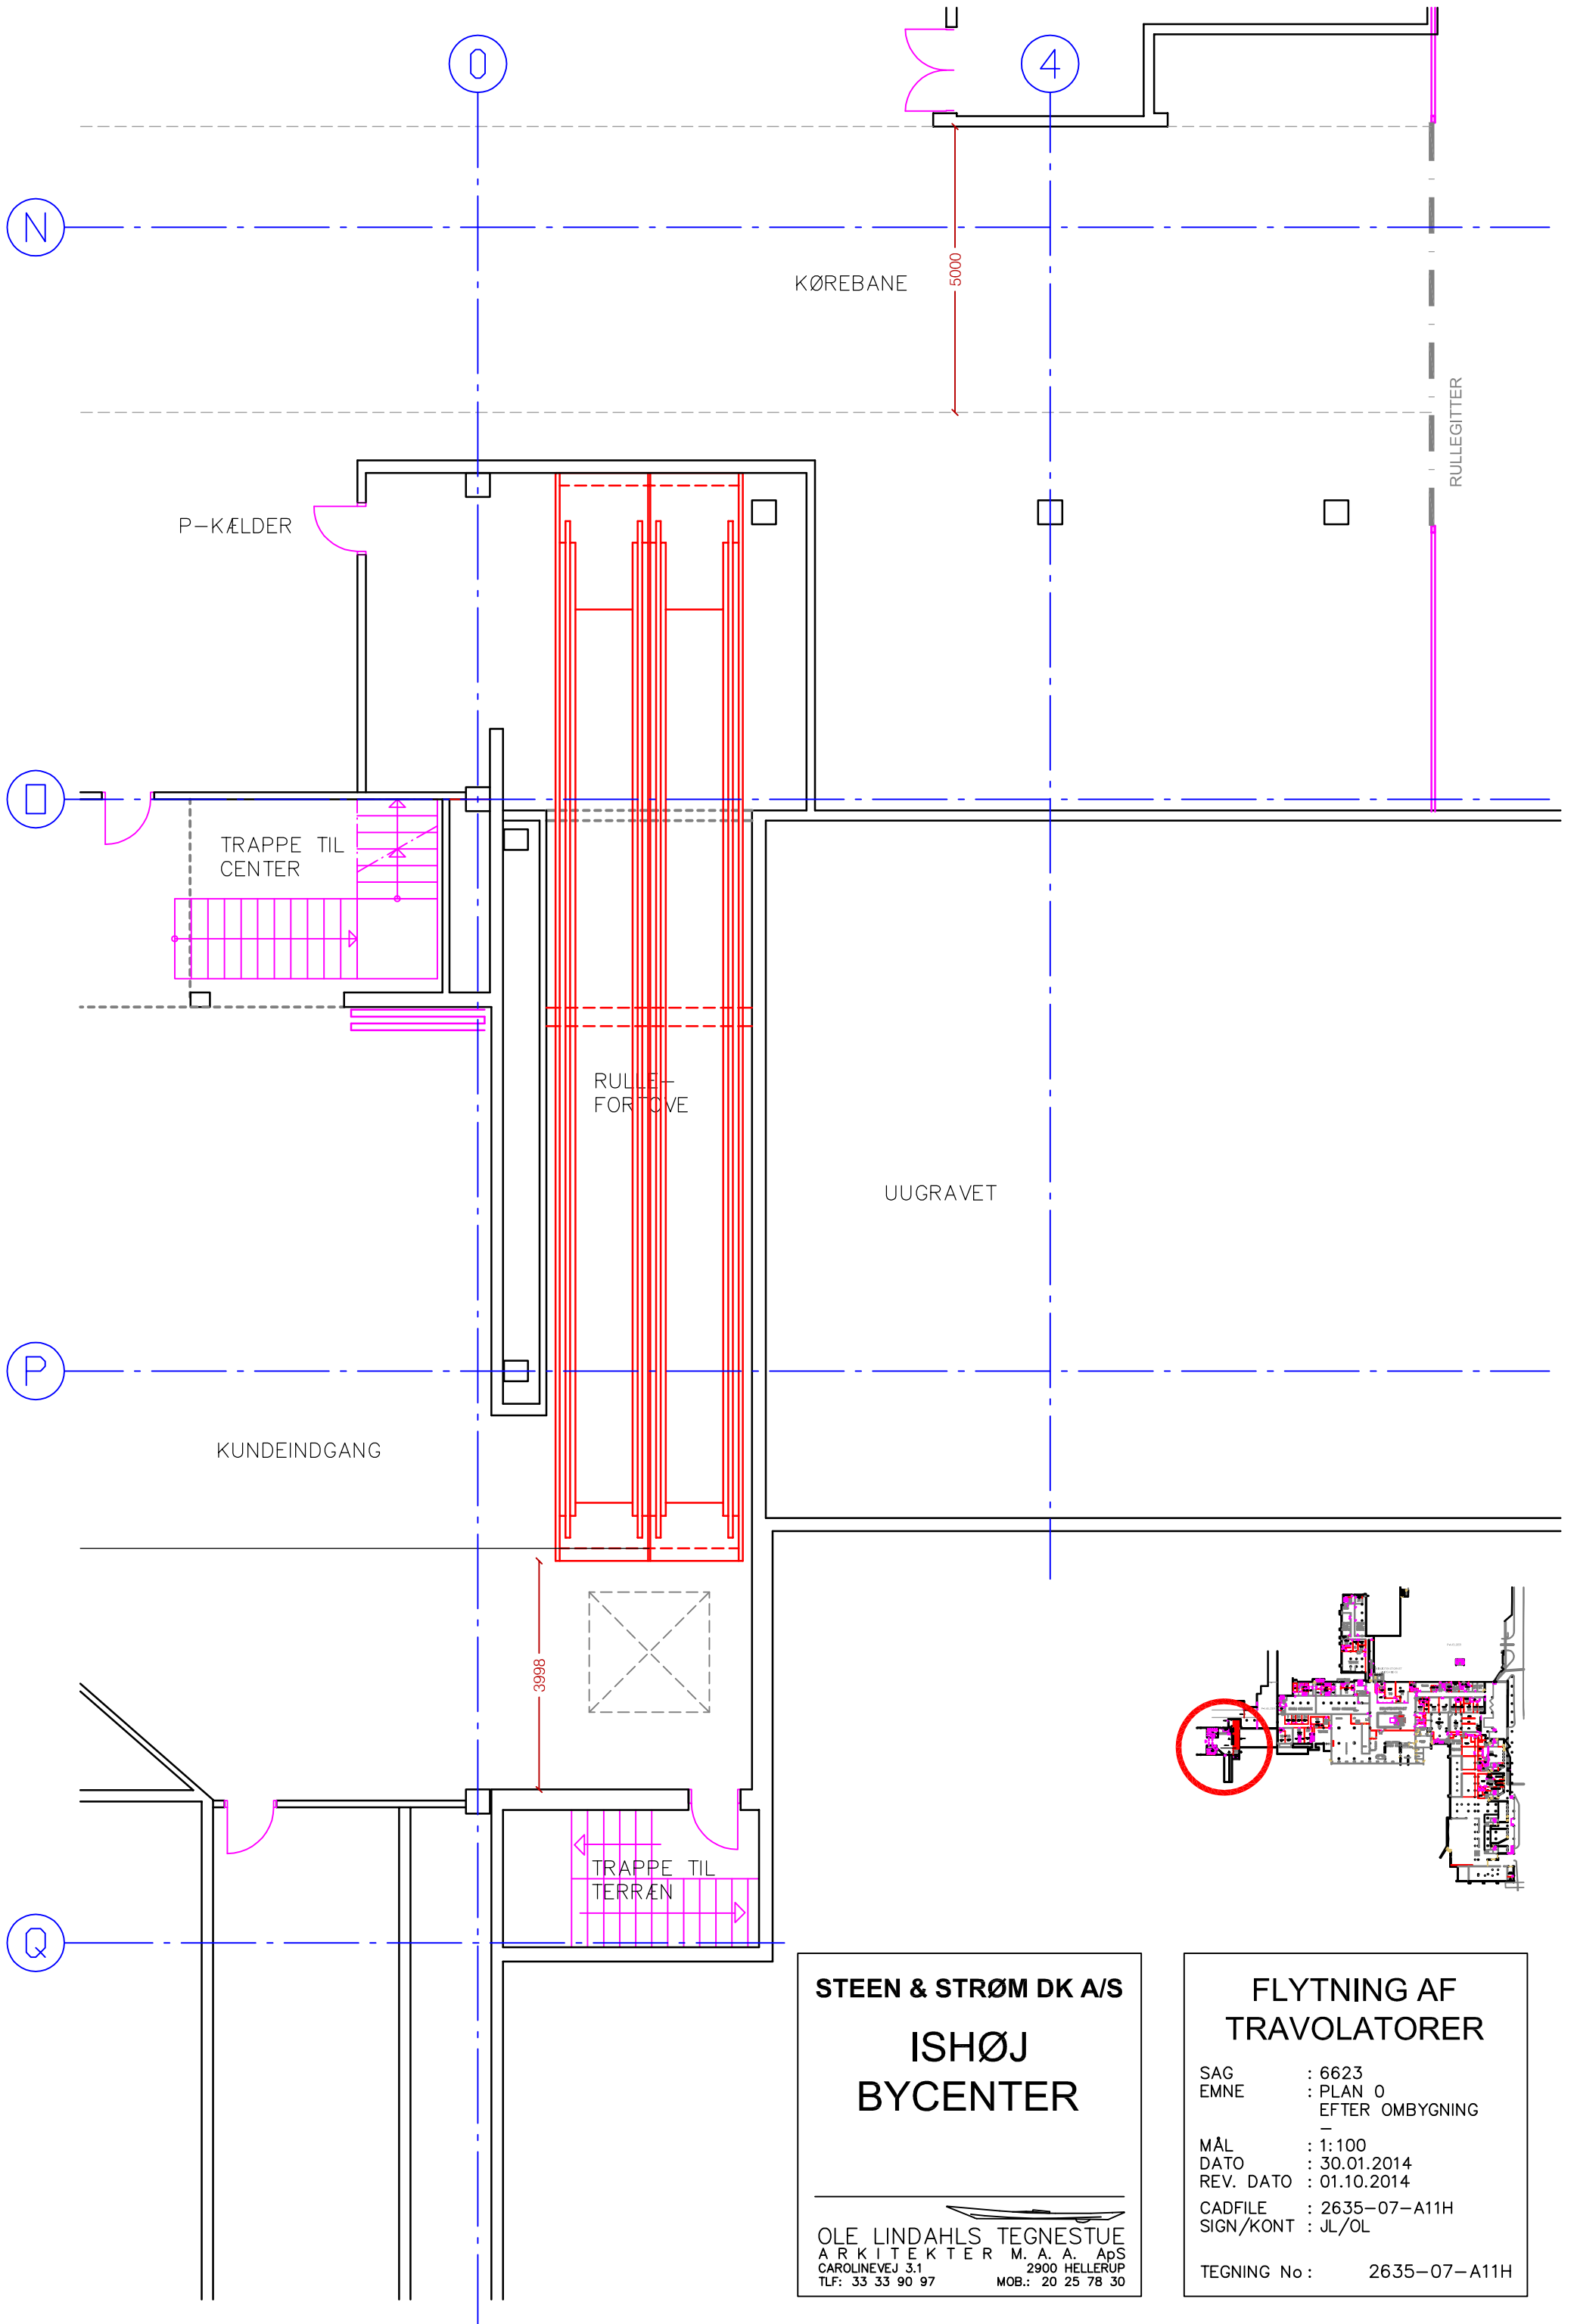 0
4
N
KØREBANE
5000
RULLEGITTER
P-KÆLDER
O
TRAPPE TIL
CENTER
RULLE-
FORTOVE
UUGRAVET
P
KUNDEINDGANG
3998
TRAPPE TIL
TERRÆN
Q
STEEN & STRØM DK A/S
ISHØJ
BYCENTER
OLE LINDAHLS TEGNESTUE
ARKITEKTER M. A. A. ApS
CAROLINEVEJ 3.1 2900 HELLERUP
TLF: 33 33 90 97 MOB.: 20 25 78 30
FLYTNING AF
TRAVOLATORER
SAG : 6623
EMNE : PLAN 0
EFTER OMBYGNING
–
MÅL : 1:100
DATO : 30.01.2014
REV. DATO : 01.10.2014
CADFILE : 2635-07-A11H
SIGN/KONT : JL/OL
TEGNING No: 2635-07-A11H